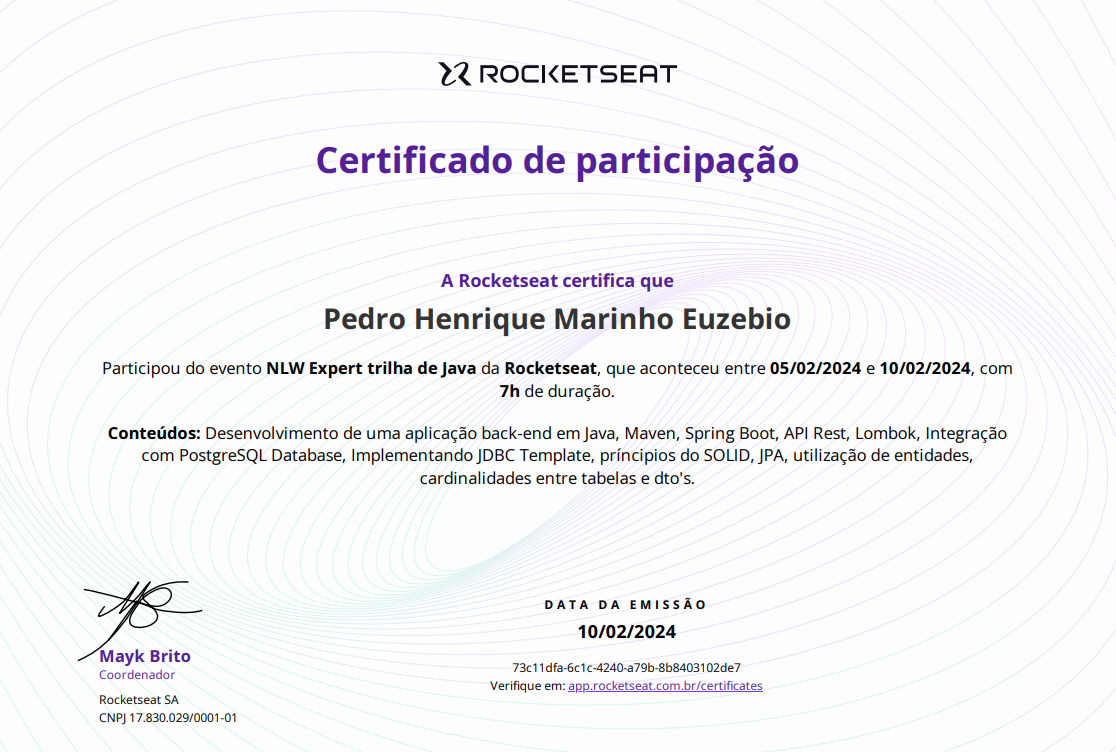 ROCKETSEAT
Certificado de participação
A Rocketseat certifica que
Pedro Henrique Marinho Euzebio
Participou do evento NLW Expert trilha de Java da Rocketseat, que aconteceu entre 05/02/2024 e 10/02/2024, com
7h de duração.
Conteúdos: Desenvolvimento de uma aplicação back-end em Java, Maven, Spring Boot, API Rest, Lombok, Integração
com PostgreSQL Database, Implementando JDBC Template, príncipios do SOLID, JPA, utilização de entidades,
cardinalidades entre tabelas e dto's.
Mayk Brito
Coordenador
Rocketseat SA
CNPJ 17.830.029/0001-01
DATA DA EMISSÃO
10/02/2024
73c11dfa-6c1c-4240-a79b-8b8403102de7
Verifique em: app.rocketseat.com.br/certificates